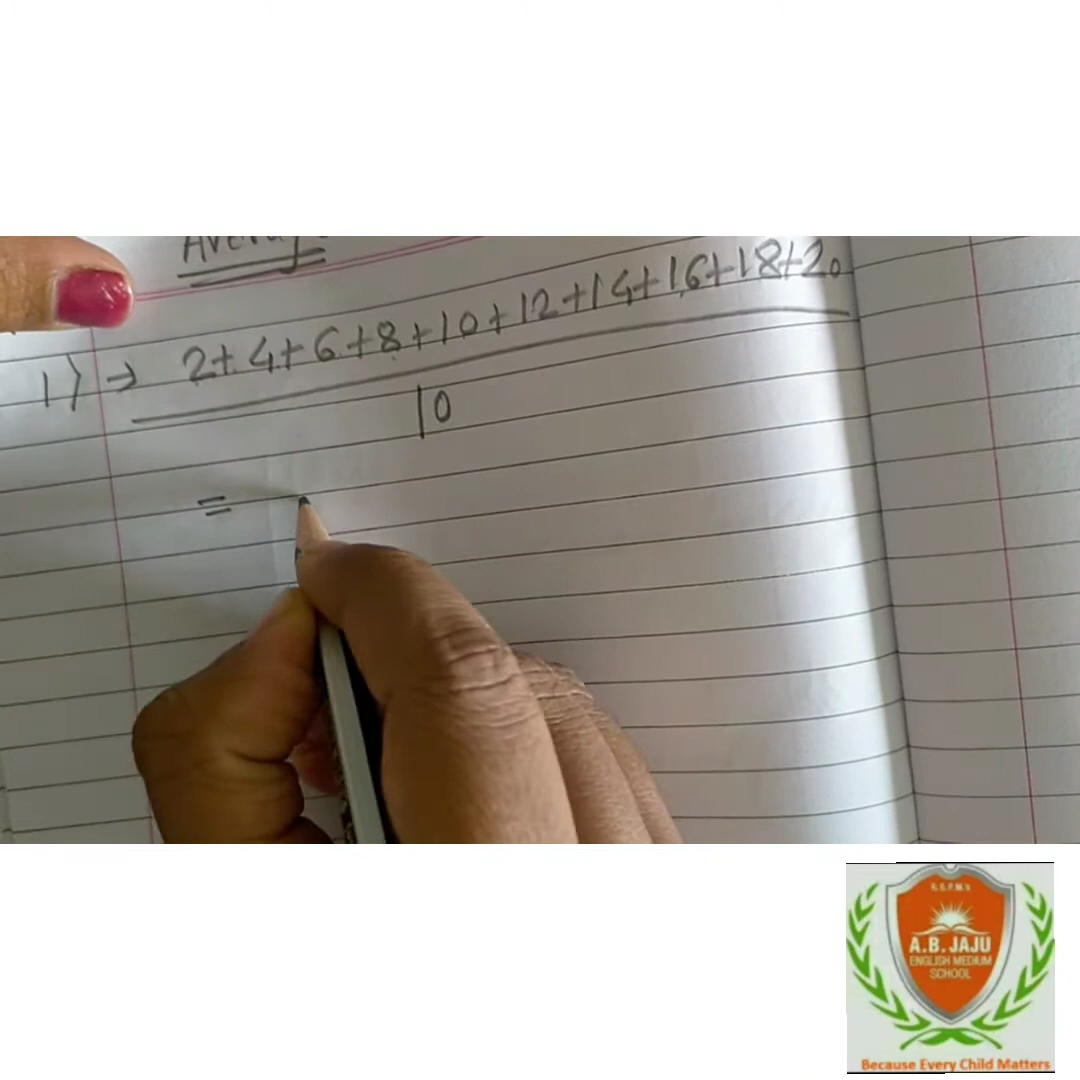 Average
1) → 2+4+6+8+10+12+14+16+18+20
10
=
A.B. JAJU
ENGLISH MEDIUM
SCHOOL
Because Every Child Matters